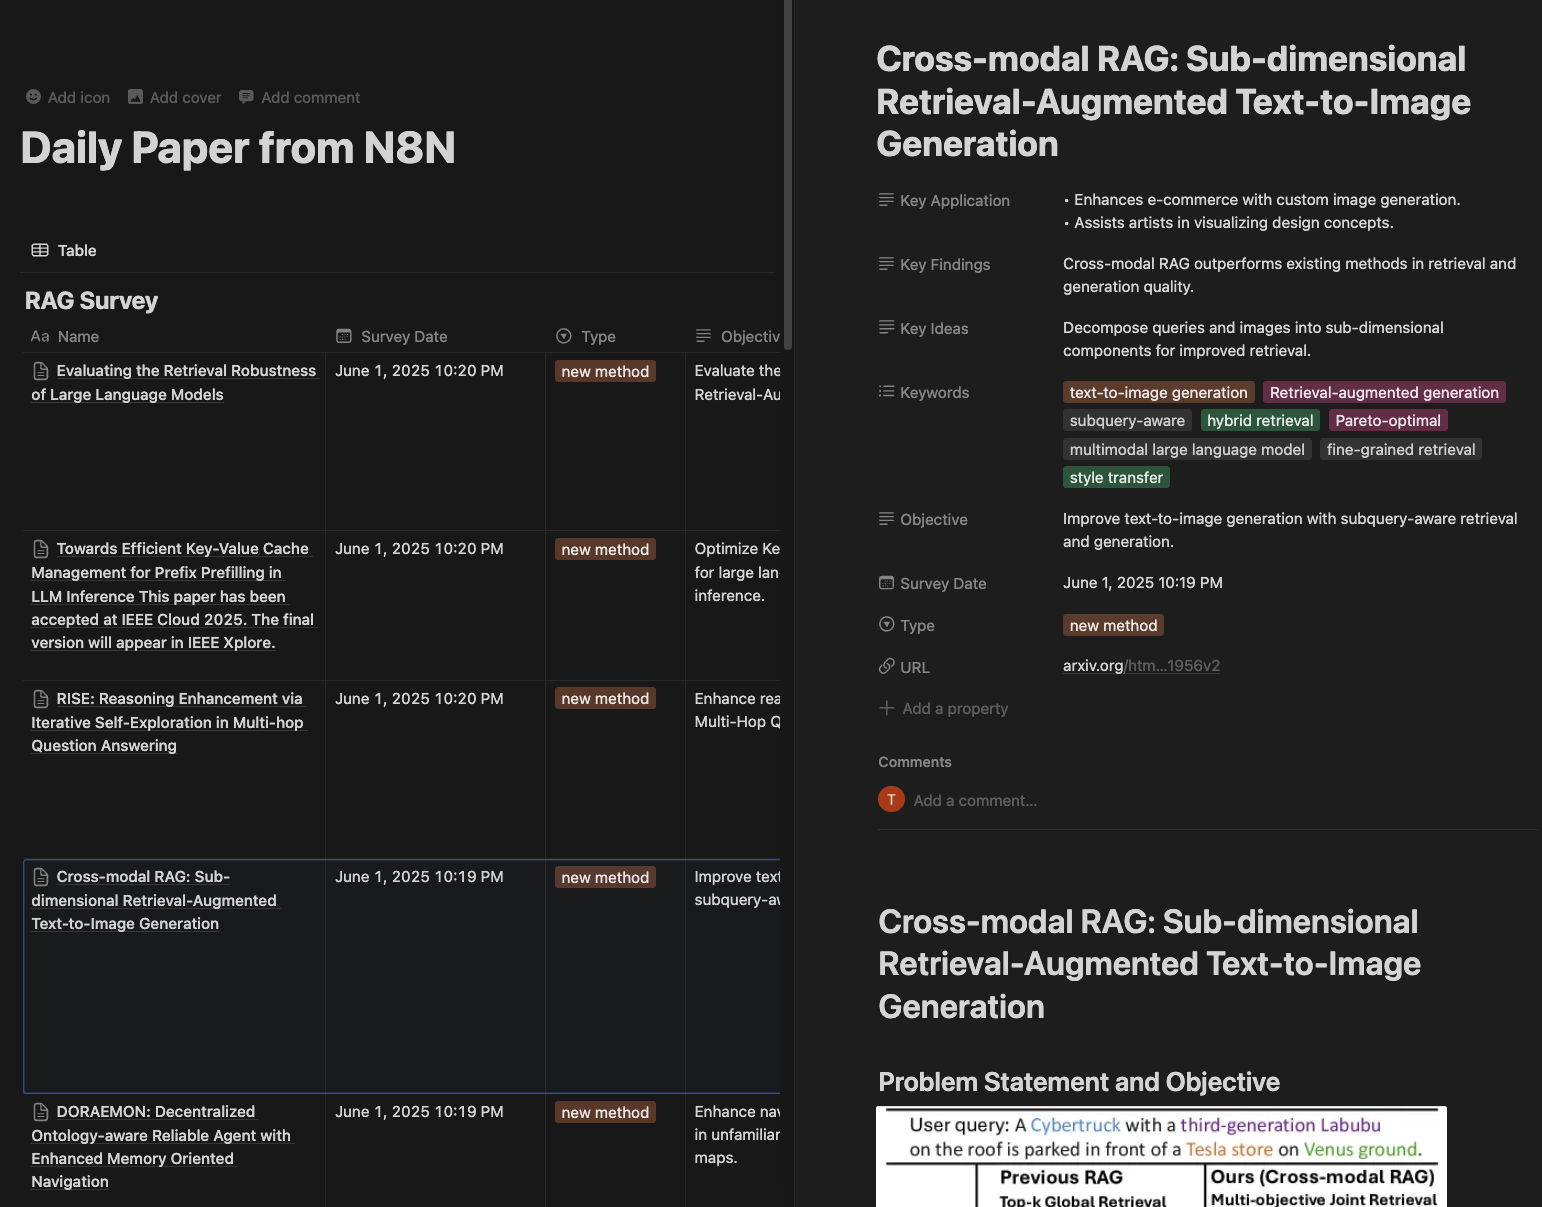 Add icon Add cover Add comment
Daily Paper from N8N
Table
RAG Survey
Aa Name Survey Date Type Objectiv
Evaluating the Retrieval Robustness
of Large Language Models
June 1, 2025 10:20 PM
new method
Evaluate the
Retrieval-Au
Towards Efficient Key-Value Cache
Management for Prefix Prefilling in
LLM Inference This paper has been
accepted at IEEE Cloud 2025. The final
version will appear in IEEE Xplore.
June 1, 2025 10:20 PM
new method
Optimize Ke
for large lan
inference.
RISE: Reasoning Enhancement via
Iterative Self-Exploration in Multi-hop
Question Answering
June 1, 2025 10:20 PM
new method
Enhance rea
Multi-Hop Q
Cross-modal RAG: Sub-
dimensional Retrieval-Augmented
Text-to-Image Generation
June 1, 2025 10:19 PM
new method
Improve text
subquery-aw
DORAEMON: Decentralized
Ontology-aware Reliable Agent with
Enhanced Memory Oriented
Navigation
June 1, 2025 10:19 PM
new method
Enhance nav
in unfamiliar
maps.
Cross-modal RAG: Sub-dimensional
Retrieval-Augmented Text-to-Image
Generation
Key Application
• Enhances e-commerce with custom image generation.
• Assists artists in visualizing design concepts.
Key Findings
Cross-modal RAG outperforms existing methods in retrieval and
generation quality.
Key Ideas
Decompose queries and images into sub-dimensional
components for improved retrieval.
Keywords
text-to-image generation Retrieval-augmented generation
subquery-aware hybrid retrieval Pareto-optimal
multimodal large language model fine-grained retrieval
style transfer
Objective
Improve text-to-image generation with subquery-aware retrieval
and generation.
Survey Date
June 1, 2025 10:19 PM
Type
new method
URL
arxiv.org/htm...1956v2
Add a property
Comments
T Add a comment...
Cross-modal RAG: Sub-dimensional
Retrieval-Augmented Text-to-Image
Generation
Problem Statement and Objective
User query: A Cybertruck with a third-generation Labubu
on the roof is parked in front of a Tesla store on Venus ground.
Previous RAG Ours (Cross-modal RAG)
Top-k Global Retrieval Multi-objective Joint Retrieval